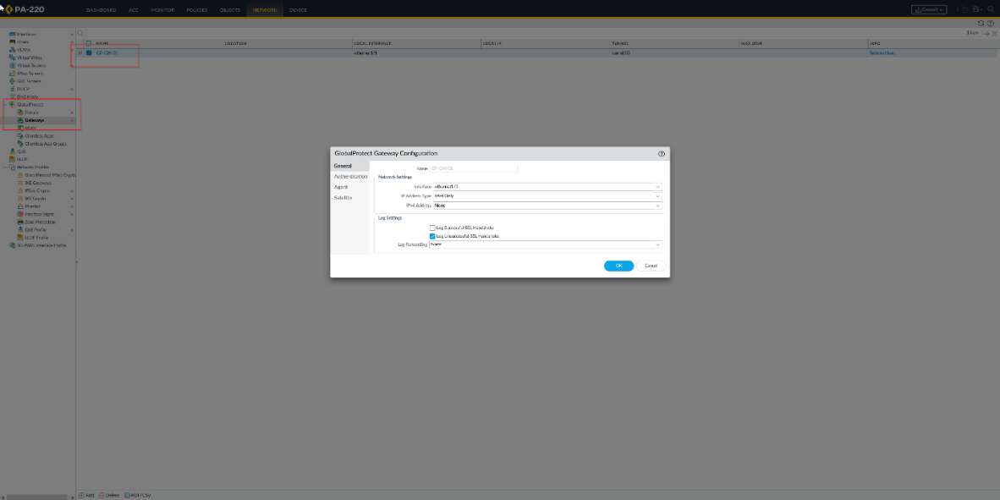 PA-220
DASHBOARD ACC MONITOR POLICIES OBJECTS NETWORK DEVICE Commit
1 item
Interfaces
Zones
VLANs
Virtual Wires
Virtual Routers
IPSec Tunnels
GRE Tunnels
DHCP
DNS Proxy
GlobalProtect
Portals
Gateways
MDM
Clientless Apps
Clientless App Groups
QoS
LLDP
Network Profiles
GlobalProtect IPSec Crypto
IKE Gateways
IPSec Crypto
IKE Crypto
Monitor
Interface Mgmt
Zone Protection
QoS Profile
LLDP Profile
SD-WAN Interface Profile
NAME LOCATION LOCAL INTERFACE LOCAL IP TUNNEL MAX USER INFO
GP-GW-01 ethernet1/1 tunnel.10 Remote Users
GlobalProtect Gateway Configuration
General
Authentication
Agent
Satellite
Name GP-GW-01
Network Settings
Interface ethernet1/1
IP Address Type IPv4 Only
IPv4 Address None
Log Settings
Log Successful SSL Handshake
Log Unsuccessful SSL Handshake
Log Forwarding None
OK Cancel
Add Delete PDF/CSV